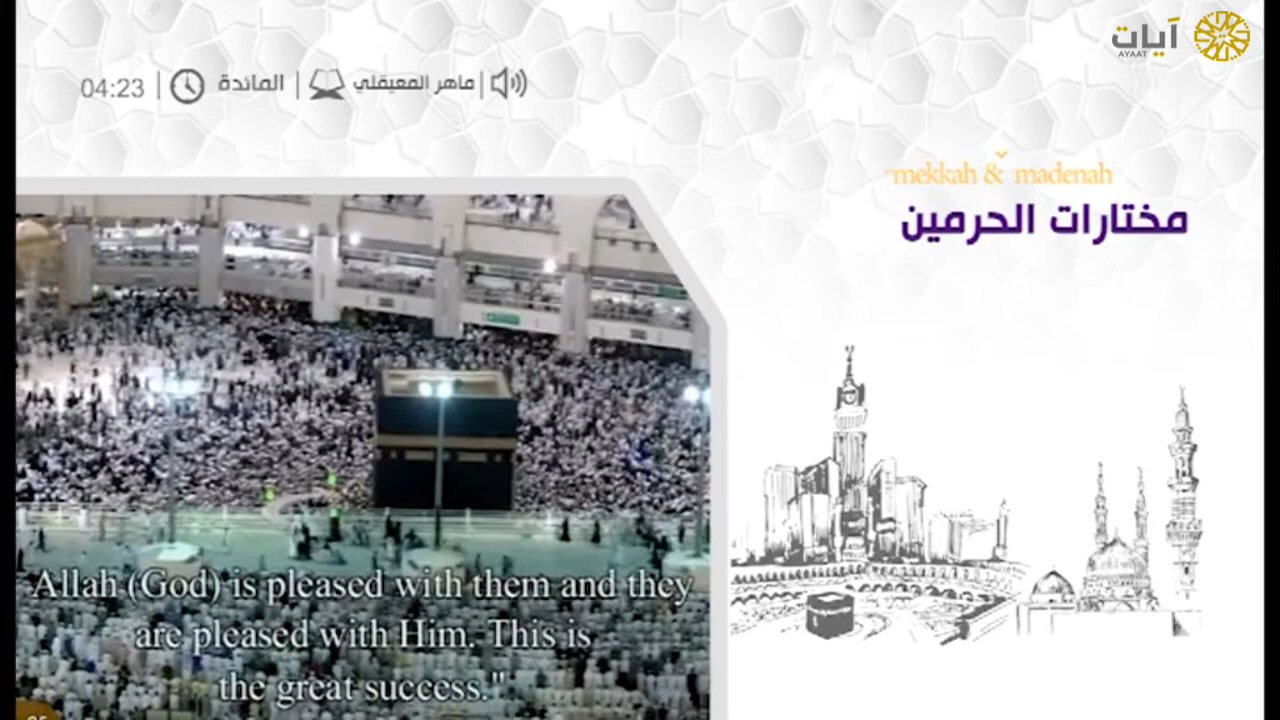 آيات
AYAAT
ماهر المعيقلي | المائدة | 04:23
mekkah & madenah
مختارات الحرمين
Allah (God) is pleased with them and they
are pleased with Him. This is
the great success."